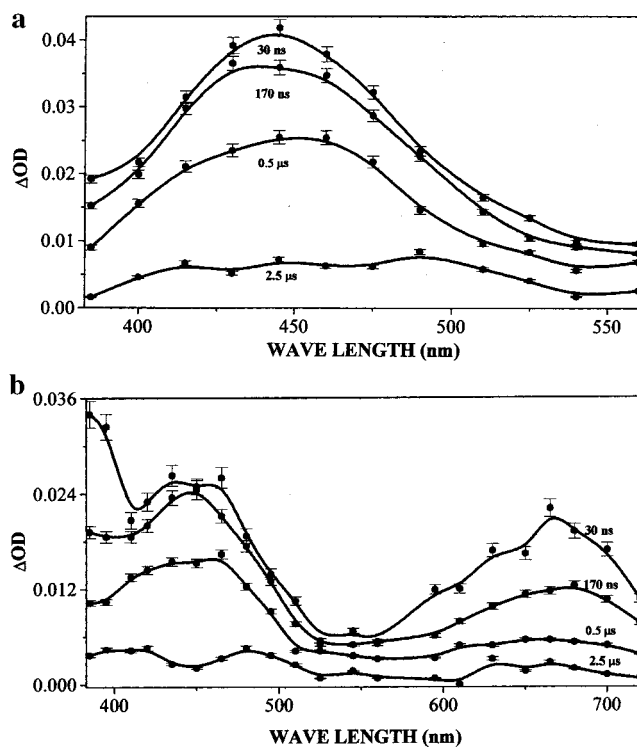 a
0.04
0.03
0.02
0.01
0.00
ΔOD
30 ns
170 ns
0.5 μs
2.5 μs
400 450 500 550
WAVE LENGTH (nm)
b
0.036
0.024
0.012
0.000
ΔOD
30 ns
170 ns
0.5 μs
2.5 μs
400 500 600 700
WAVE LENGTH (nm)